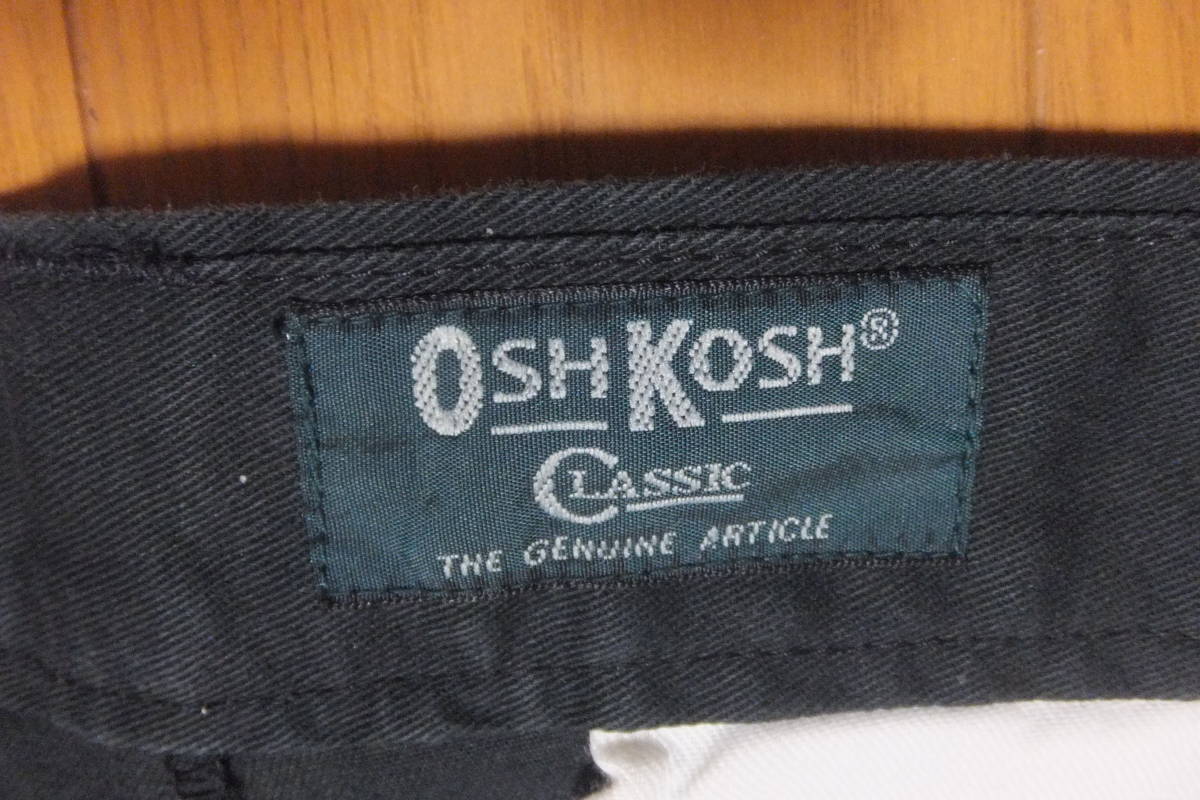 OSHKOSH®
CLASSIC
THE GENUINE ARTICLE